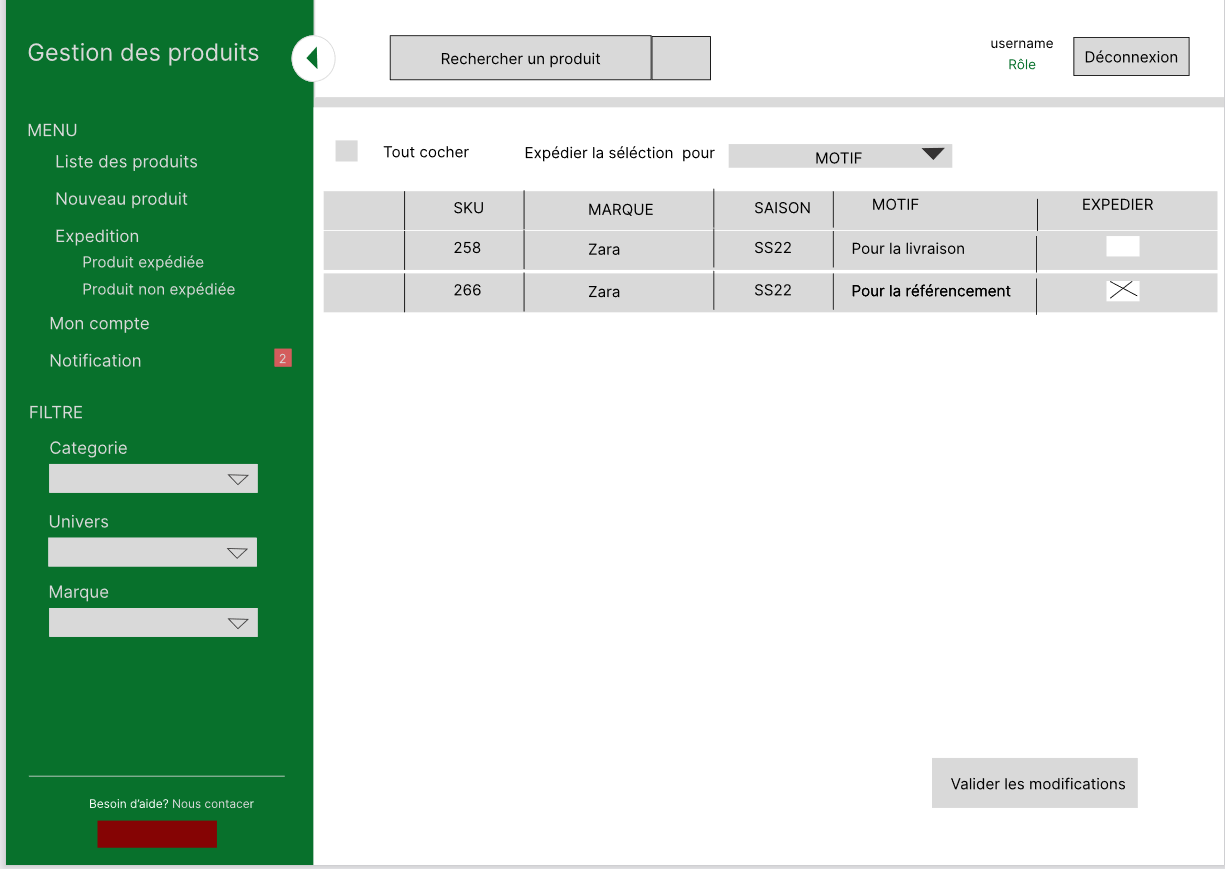 Gestion des produits
Rechercher un produit
username
Rôle
Déconnexion
MENU
Liste des produits
Nouveau produit
Expedition
Produit expédiée
Produit non expédiée
Mon compte
Notification 2
FILTRE
Categorie
Univers
Marque
Besoin d'aide? Nous contacer
Tout cocher Expédier la séléction pour MOTIF
SKU MARQUE SAISON MOTIF EXPEDIER
258 Zara SS22 Pour la livraison
266 Zara SS22 Pour la référencement
Valider les modifications